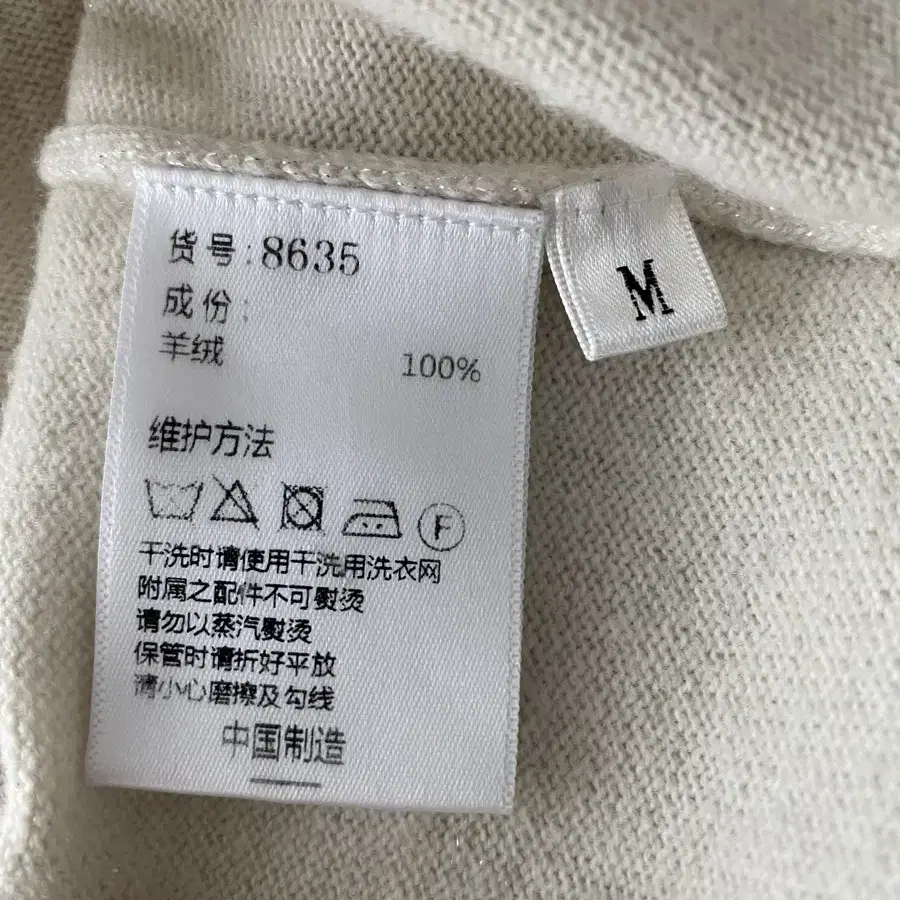 货号:8635
成份:
羊绒 100%
M
维护方法
F
干洗时请使用干洗用洗衣网
附属之配件不可熨烫
请勿以蒸汽熨烫
保管时请折好平放
请小心磨擦及勾线
中国制造